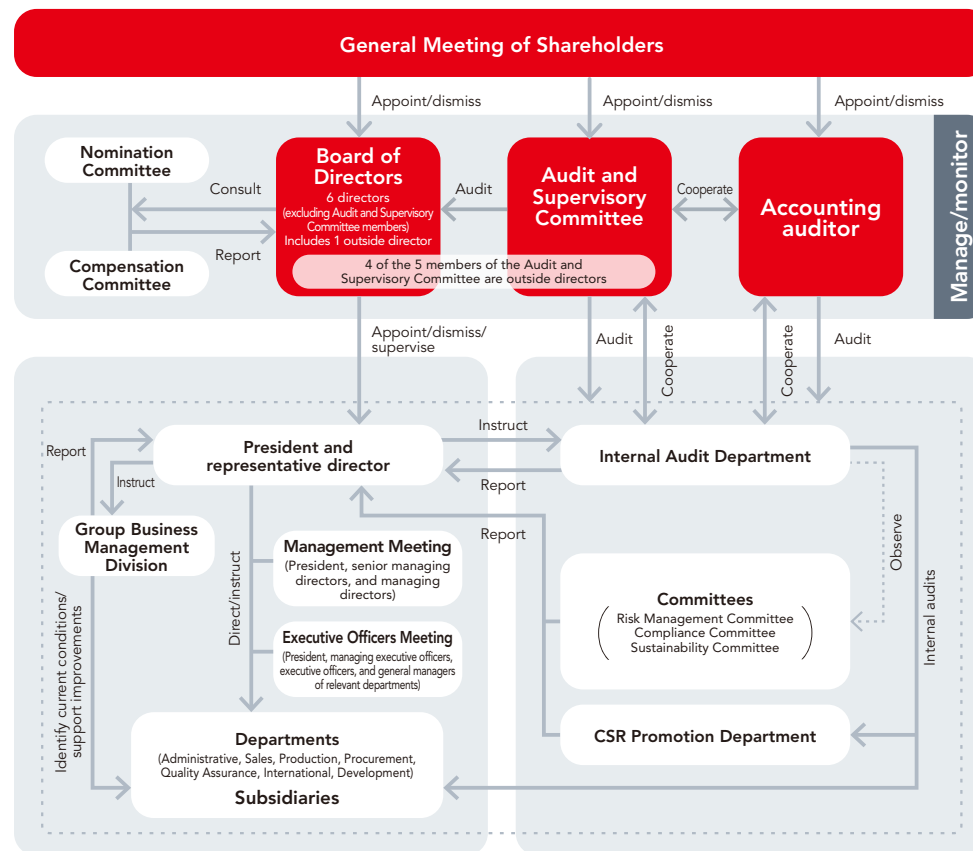 General Meeting of Shareholders
Appoint/dismiss
Appoint/dismiss
Appoint/dismiss
Manage/monitor
Nomination
Committee
Compensation
Committee
Consult
Report
Board of
Directors
6 directors
(excluding Audit and Supervisory
Committee members)
Includes 1 outside director
Audit
Audit and
Supervisory
Committee
Cooperate
Accounting
auditor
4 of the 5 members of the Audit and
Supervisory Committee are outside directors
Appoint/dismiss/
supervise
Audit
Cooperate
Cooperate
Audit
Report
Instruct
President and
representative director
Instruct
Report
Report
Internal Audit Department
Group Business
Management
Division
Identify current conditions/
support improvements
Direct/instruct
Management Meeting
(President, senior managing
directors, and managing
directors)
Executive Officers Meeting
(President, managing executive officers,
executive officers, and general managers
of relevant departments)
Observe
Internal audits
Committees
(Risk Management Committee
Compliance Committee
Sustainability Committee)
CSR Promotion Department
Departments
(Administrative, Sales, Production, Procurement,
Quality Assurance, International, Development)
Subsidiaries